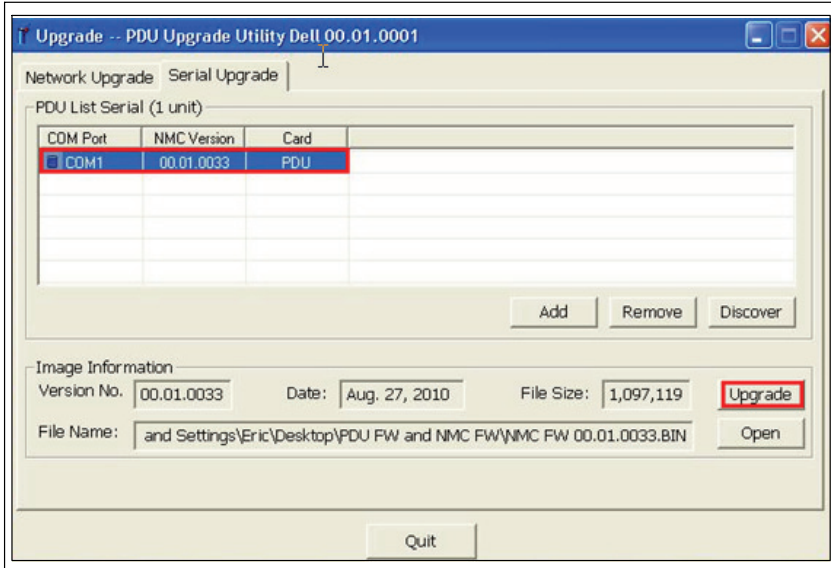 Upgrade -- PDU Upgrade Utility Dell 00.01.0001
Network Upgrade Serial Upgrade
PDU List Serial (1 unit)
COM Port NMC Version Card
COM1 00.01.0033 PDU
Add Remove Discover
Image Information
Version No. 00.01.0033 Date: Aug. 27, 2010 File Size: 1,097,119 Upgrade
File Name: and Settings\Eric\Desktop\PDU FW and NMC FW\NMC FW 00.01.0033.BIN Open
Quit